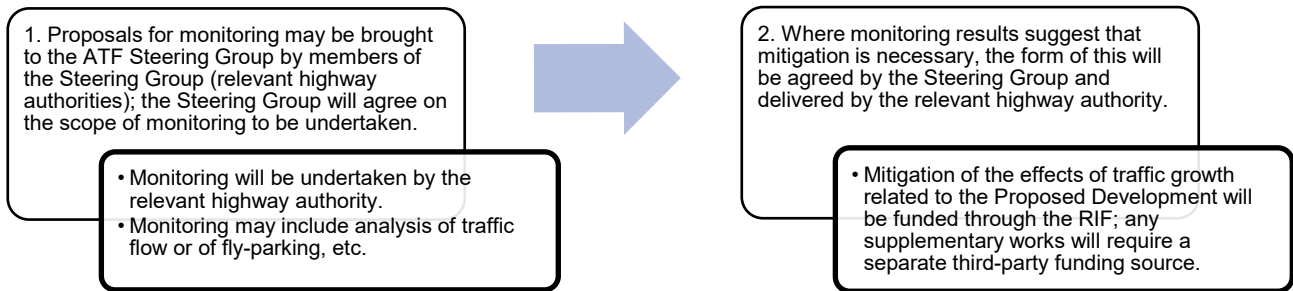 1. Proposals for monitoring may be brought
to the ATF Steering Group by members of
the Steering Group (relevant highway
authorities); the Steering Group will agree on
the scope of monitoring to be undertaken.
• Monitoring will be undertaken by the
relevant highway authority.
• Monitoring may include analysis of traffic
flow or of fly-parking, etc.
2. Where monitoring results suggest that
mitigation is necessary, the form of this will
be agreed by the Steering Group and
delivered by the relevant highway authority.
• Mitigation of the effects of traffic growth
related to the Proposed Development will
be funded through the RIF; any
supplementary works will require a
separate third-party funding source.